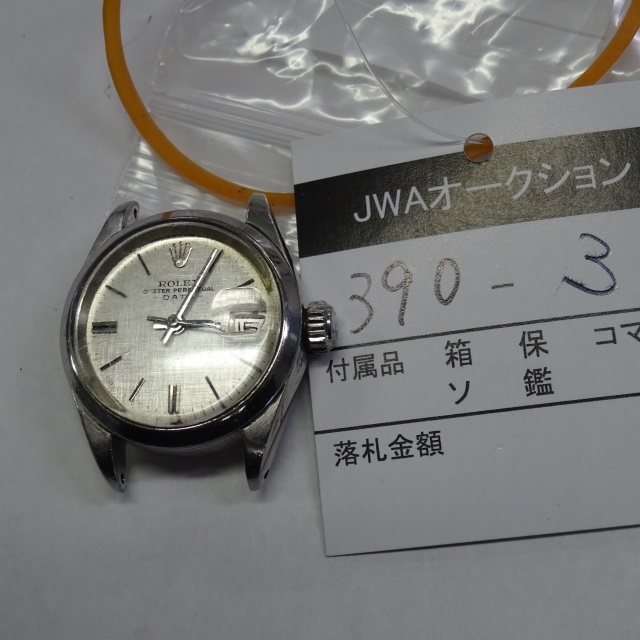 ROLEX
OYSTER PERPETUAL
DATE
JWAオークション
390-3
付属品 箱 保 コマ
ソ 鑑
落札金額